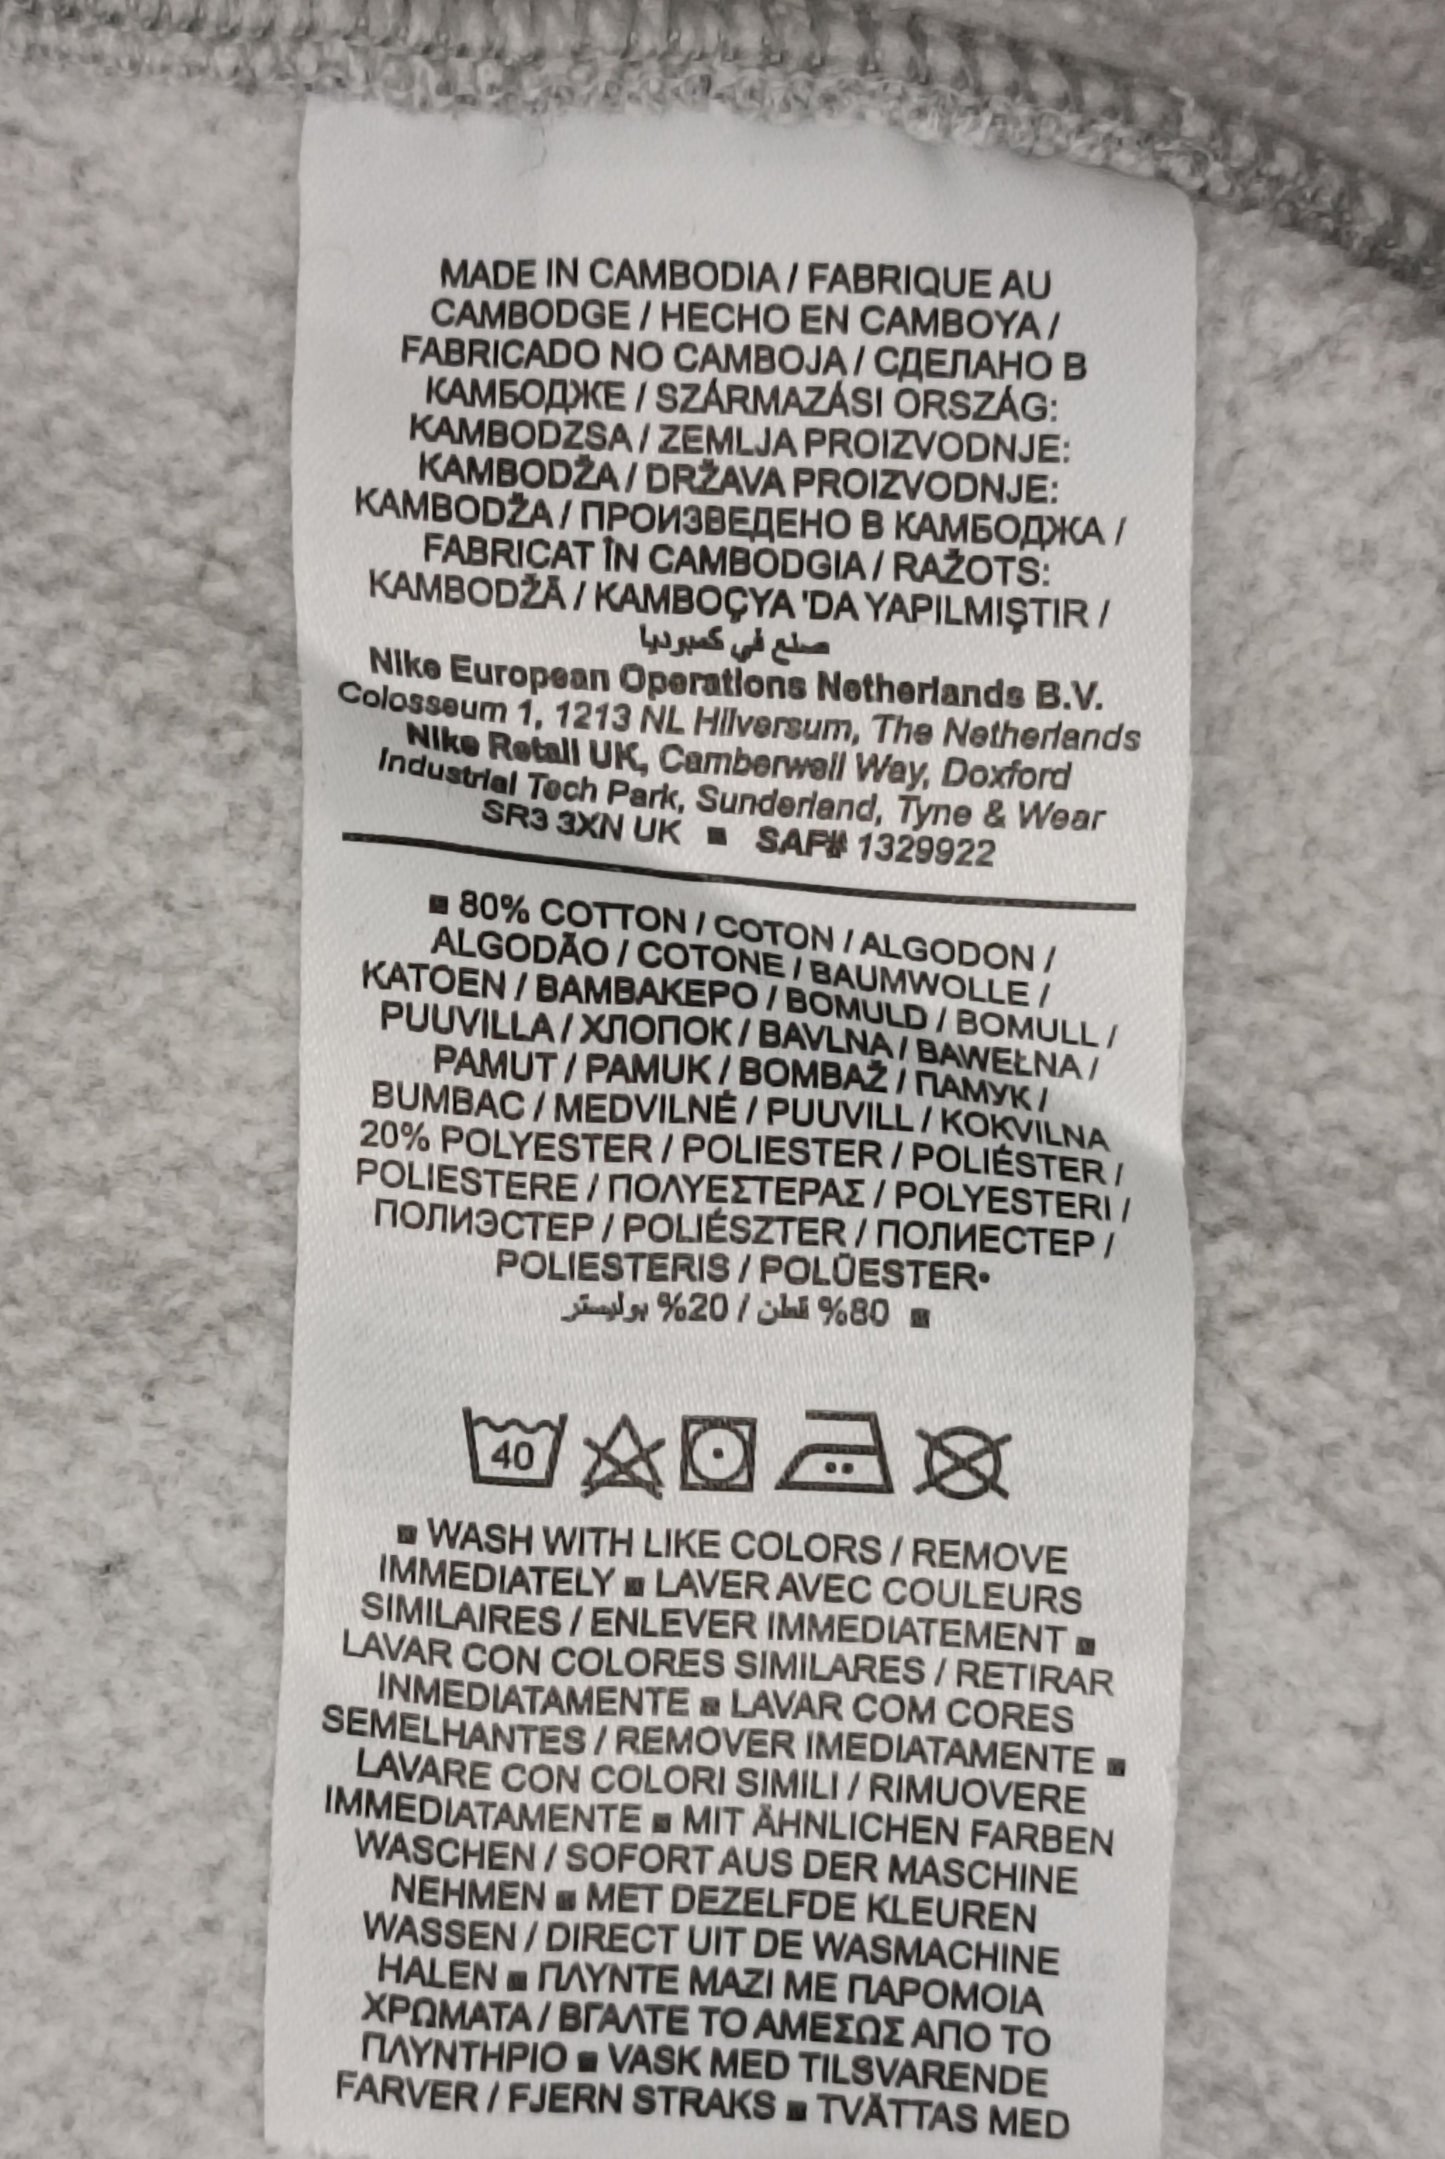 MADE IN CAMBODIA / FABRIQUE AU
CAMBODGE / HECHO EN CAMBOYA /
FABRICADO NO CAMBOJA / СДЕЛАНО В
КАМБОДЖЕ / SZÁRMAZÁSI ORSZÁG:
KAMBODZSA / ZEMLJA PROIZVODNJE:
KAMBODŽA / DRŽAVA PROIZVODNJE:
KAMBODŽA / ПРОИЗВЕДЕНО В КАМБОДЖА /
FABRICAT ÎN CAMBODGIA / RAŽOTS:
KAMBODŽĀ / KAMBOÇYA 'DA YAPILMIŞTIR /
صنع في كمبوديا
Nike European Operations Netherlands B.V.
Colosseum 1, 1213 NL Hilversum, The Netherlands
Nike Retail UK, Camberwell Way, Doxford
Industrial Tech Park, Sunderland, Tyne & Wear
SR3 3XN UK ■ SAP# 1329922
■ 80% COTTON / COTON / ALGODON /
ALGODÃO / COTONE / BAUMWOLLE /
KATOEN / ΒΑΜΒΑΚΕΡΟ / BOMULD / BOMULL /
PUUVILLA / ХЛОПОК / BAVLNA / BAWEŁNA /
PAMUT / PAMUK / BOMBAŽ / ПАМУК /
BUMBAC / MEDVILNĖ / PUUVILL / KOKVILNA
20% POLYESTER / POLIESTER / POLIÉSTER /
POLIESTERE / ΠΟΛΥΕΣΤΕΡΑΣ / POLYESTERI /
ПОЛИЭСТЕР / POLIÉSZTER / ПОЛИЕСТЕР /
POLIESTERIS / POLÜESTER•
■ 80% قطن / 20% بوليستر
40
■ WASH WITH LIKE COLORS / REMOVE
IMMEDIATELY ■ LAVER AVEC COULEURS
SIMILAIRES / ENLEVER IMMEDIATEMENT ■
LAVAR CON COLORES SIMILARES / RETIRAR
INMEDIATAMENTE ■ LAVAR COM CORES
SEMELHANTES / REMOVER IMEDIATAMENTE ■
LAVARE CON COLORI SIMILI / RIMUOVERE
IMMEDIATAMENTE ■ MIT ÄHNLICHEN FARBEN
WASCHEN / SOFORT AUS DER MASCHINE
NEHMEN ■ MET DEZELFDE KLEUREN
WASSEN / DIRECT UIT DE WASMACHINE
HALEN ■ ΠΛΥΝΤΕ ΜΑΖΙ ΜΕ ΠΑΡΟΜΟΙΑ
ΧΡΩΜΑΤΑ / ΒΓΑΛΤΕ ΤΟ ΑΜΕΣΩΣ ΑΠΟ ΤΟ
ΠΛΥΝΤΗΡΙΟ ■ VASK MED TILSVARENDE
FARVER / FJERN STRAKS ■ TVÄTTAS MED